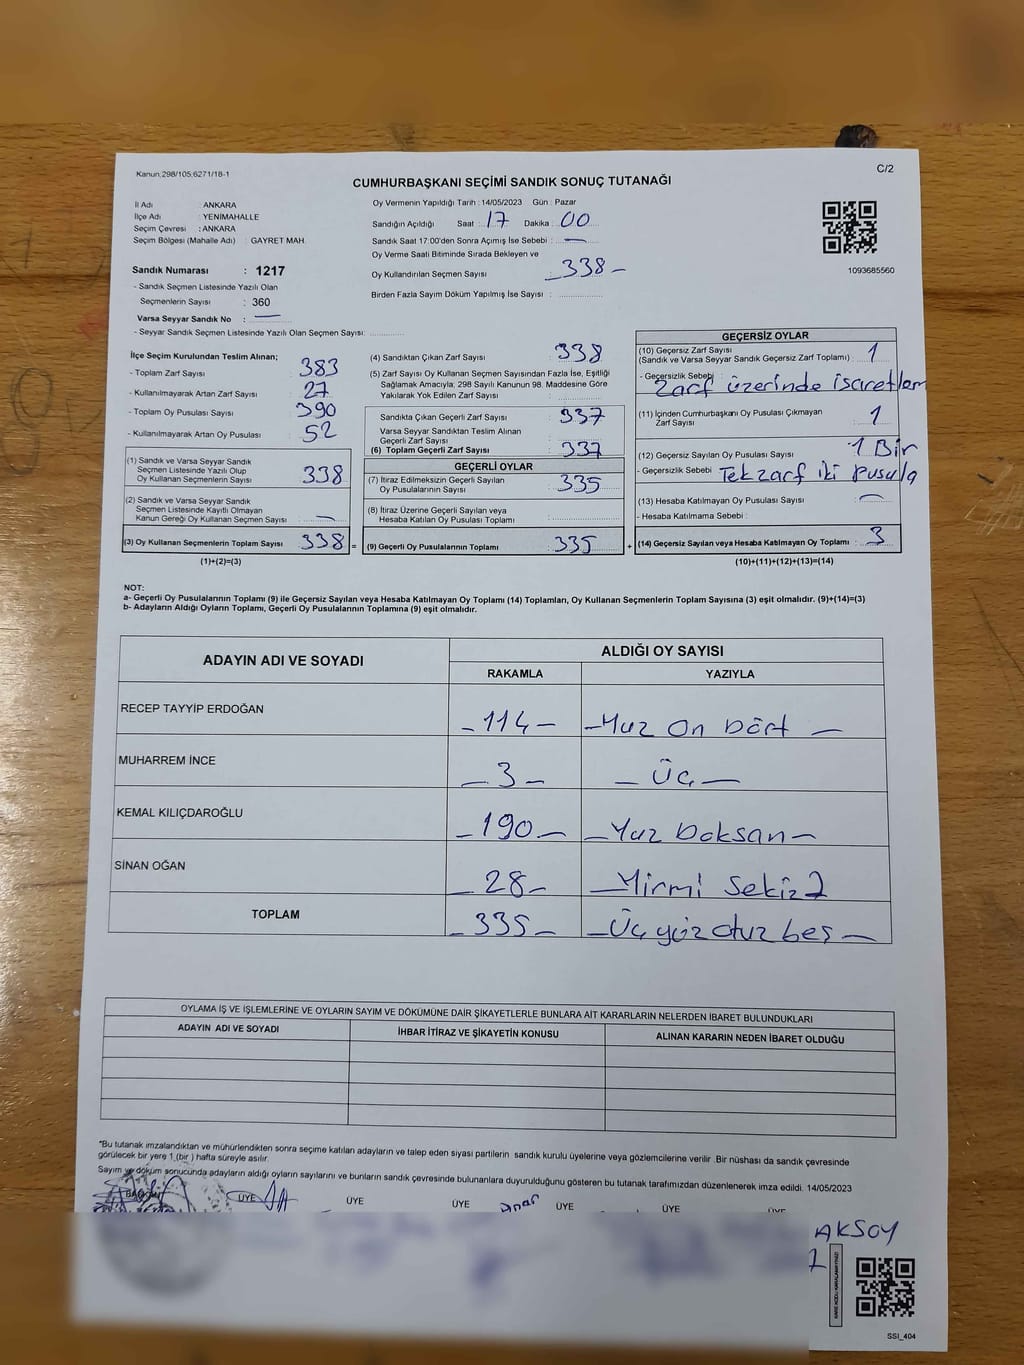 Kanun;298/105;6271/18-1
C/2
CUMHURBAŞKANI SEÇİMİ SANDIK SONUÇ TUTANAĞI
İl Adı : ANKARA
İlçe Adı : YENİMAHALLE
Seçim Çevresi : ANKARA
Seçim Bölgesi (Mahalle Adı) : GAYRET MAH.
Sandık Numarası : 1217
- Sandık Seçmen Listesinde Yazılı Olan
Seçmenlerin Sayısı : 360
Varsa Seyyar Sandık No : —
- Seyyar Sandık Seçmen Listesinde Yazılı Olan Seçmen Sayısı:
Oy Vermenin Yapıldığı Tarih : 14/05/2023 Gün : Pazar
Sandığın Açıldığı Saat : 17 Dakika : 00
Sandık Saat 17:00'den Sonra Açımış İse Sebebi : —
Oy Verme Saati Bitiminde Sırada Bekleyen ve
Oy Kullandırılan Seçmen Sayısı : 338 -
Birden Fazla Sayım Döküm Yapılmış İse Sayısı :
1093685560
İlçe Seçim Kurulundan Teslim Alınan;
- Toplam Zarf Sayısı : 383
- Kullanılmayarak Artan Zarf Sayısı : 27
- Toplam Oy Pusulası Sayısı : 390
- Kullanılmayarak Artan Oy Pusulası : 52
(1) Sandık ve Varsa Seyyar Sandık
Seçmen Listesinde Yazılı Olup
Oy Kullanan Seçmenlerin Sayısı : 338
(2) Sandık ve Varsa Seyyar Sandık
Seçmen Listesinde Kayıtlı Olmayan
Kanun Gereği Oy Kullanan Seçmen Sayısı : —
(3) Oy Kullanan Seçmenlerin Toplam Sayısı : 338 =
(1)+(2)=(3)
(4) Sandıktan Çıkan Zarf Sayısı : 338
(5) Zarf Sayısı Oy Kullanan Seçmen Sayısından Fazla İse, Eşitliği
Sağlamak Amacıyla; 298 Sayılı Kanunun 98. Maddesine Göre
Yakılarak Yok Edilen Zarf Sayısı :
Sandıkta Çıkan Geçerli Zarf Sayısı : 337
Varsa Seyyar Sandıktan Teslim Alınan
Geçerli Zarf Sayısı :
(6) Toplam Geçerli Zarf Sayısı : 337
GEÇERLİ OYLAR
(7) İtiraz Edilmeksizin Geçerli Sayılan
Oy Pusulalarının Sayısı : 335
(8) İtiraz Üzerine Geçerli Sayılan veya
Hesaba Katılan Oy Pusulası Toplamı :
(9) Geçerli Oy Pusulalarının Toplamı : 335 +
GEÇERSİZ OYLAR
(10) Geçersiz Zarf Sayısı
(Sandık ve Varsa Seyyar Sandık Geçersiz Zarf Toplamı) : 1
- Geçersizlik Sebebi :
Zarf üzerinde işaretlem
(11) İçinden Cumhurbaşkanı Oy Pusulası Çıkmayan
Zarf Sayısı : 1
(12) Geçersiz Sayılan Oy Pusulası Sayısı : 1 Bir
- Geçersizlik Sebebi : Tek zarf iki Pusula
(13) Hesaba Katılmayan Oy Pusulası Sayısı : —
- Hesaba Katılmama Sebebi :
(14) Geçersiz Sayılan veya Hesaba Katılmayan Oy Toplamı : 3
(10)+(11)+(12)+(13)=(14)
NOT:
a- Geçerli Oy Pusulalarının Toplamı (9) ile Geçersiz Sayılan veya Hesaba Katılmayan Oy Toplamı (14) Toplamları, Oy Kullanan Seçmenlerin Toplam Sayısına (3) eşit olmalıdır. (9)+(14)=(3)
b- Adayların Aldığı Oyların Toplamı, Geçerli Oy Pusulalarının Toplamına (9) eşit olmalıdır.
ADAYIN ADI VE SOYADI
ALDIĞI OY SAYISI
RAKAMLA YAZIYLA
RECEP TAYYİP ERDOĞAN - 114 - - Yuz On Dört -
MUHARREM İNCE - 3 - - Üç -
KEMAL KILIÇDAROĞLU - 190 - - Yuz Doksan -
SİNAN OĞAN - 28 - - Yirmi Sekiz
TOPLAM - 335 - - Üç yüz otuz beş -
OYLAMA İŞ VE İŞLEMLERİNE VE OYLARIN SAYIM VE DÖKÜMÜNE DAİR ŞİKAYETLERLE BUNLARA AİT KARARLARIN NELERDEN İBARET BULUNDUKLARI
ADAYIN ADI VE SOYADI İHBAR İTİRAZ VE ŞİKAYETİN KONUSU ALINAN KARARIN NEDEN İBARET OLDUĞU
*Bu tutanak imzalandıktan ve mühürlendikten sonra seçime katılan adayların ve talep eden siyasi partilerin sandık kurulu üyelerine veya gözlemcilerine verilir .Bir nüshası da sandık çevresinde
görülecek bir yere 1 (bir ) hafta süreyle asılır.
Sayım ve döküm sonucunda adayların aldığı oyların sayılarını ve bunların sandık çevresinde bulunanlara duyurulduğunu gösteren bu tutanak tarafımızdan düzenlenerek imza edildi. 14/05/2023
BAŞKAN ÜYE ÜYE ÜYE ÜYE ÜYE ÜYE
AKSOY
SSI_404